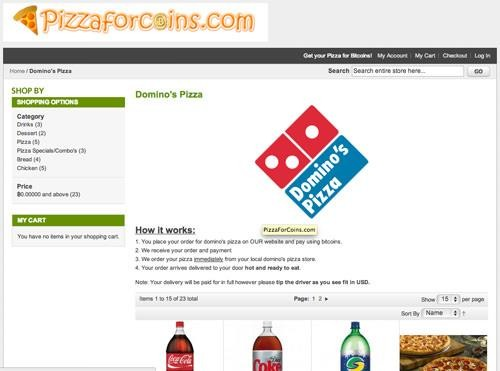 Pizzaforcoins.com
Get your Pizza for Bitcoins! My Account | My Cart | Checkout | Log In
Home / Domino's Pizza
Search Search entire store here... GO
SHOP BY
SHOPPING OPTIONS
Category
Drinks (3)
Dessert (2)
Pizza (5)
Pizza Specials/Combo's (3)
Bread (4)
Chicken (5)
Price
฿0.00000 and above (23)
MY CART
You have no items in your shopping cart.
Domino's Pizza
Domino's
Pizza
PizzaForCoins.com
How it works:
1. You place your order for domino's pizza on OUR website and pay using bitcoins.
2. We receive your order and payment
3. We order your pizza immediately from your local domino's pizza store.
4. Your order arrives delivered to your door hot and ready to eat.
Note: Your delivery will be paid for in full however please tip the driver as you see fit in USD.
Items 1 to 15 of 23 total Page: 1 2 Show 15 per page
Sort By Name
Coca-Cola
Coke